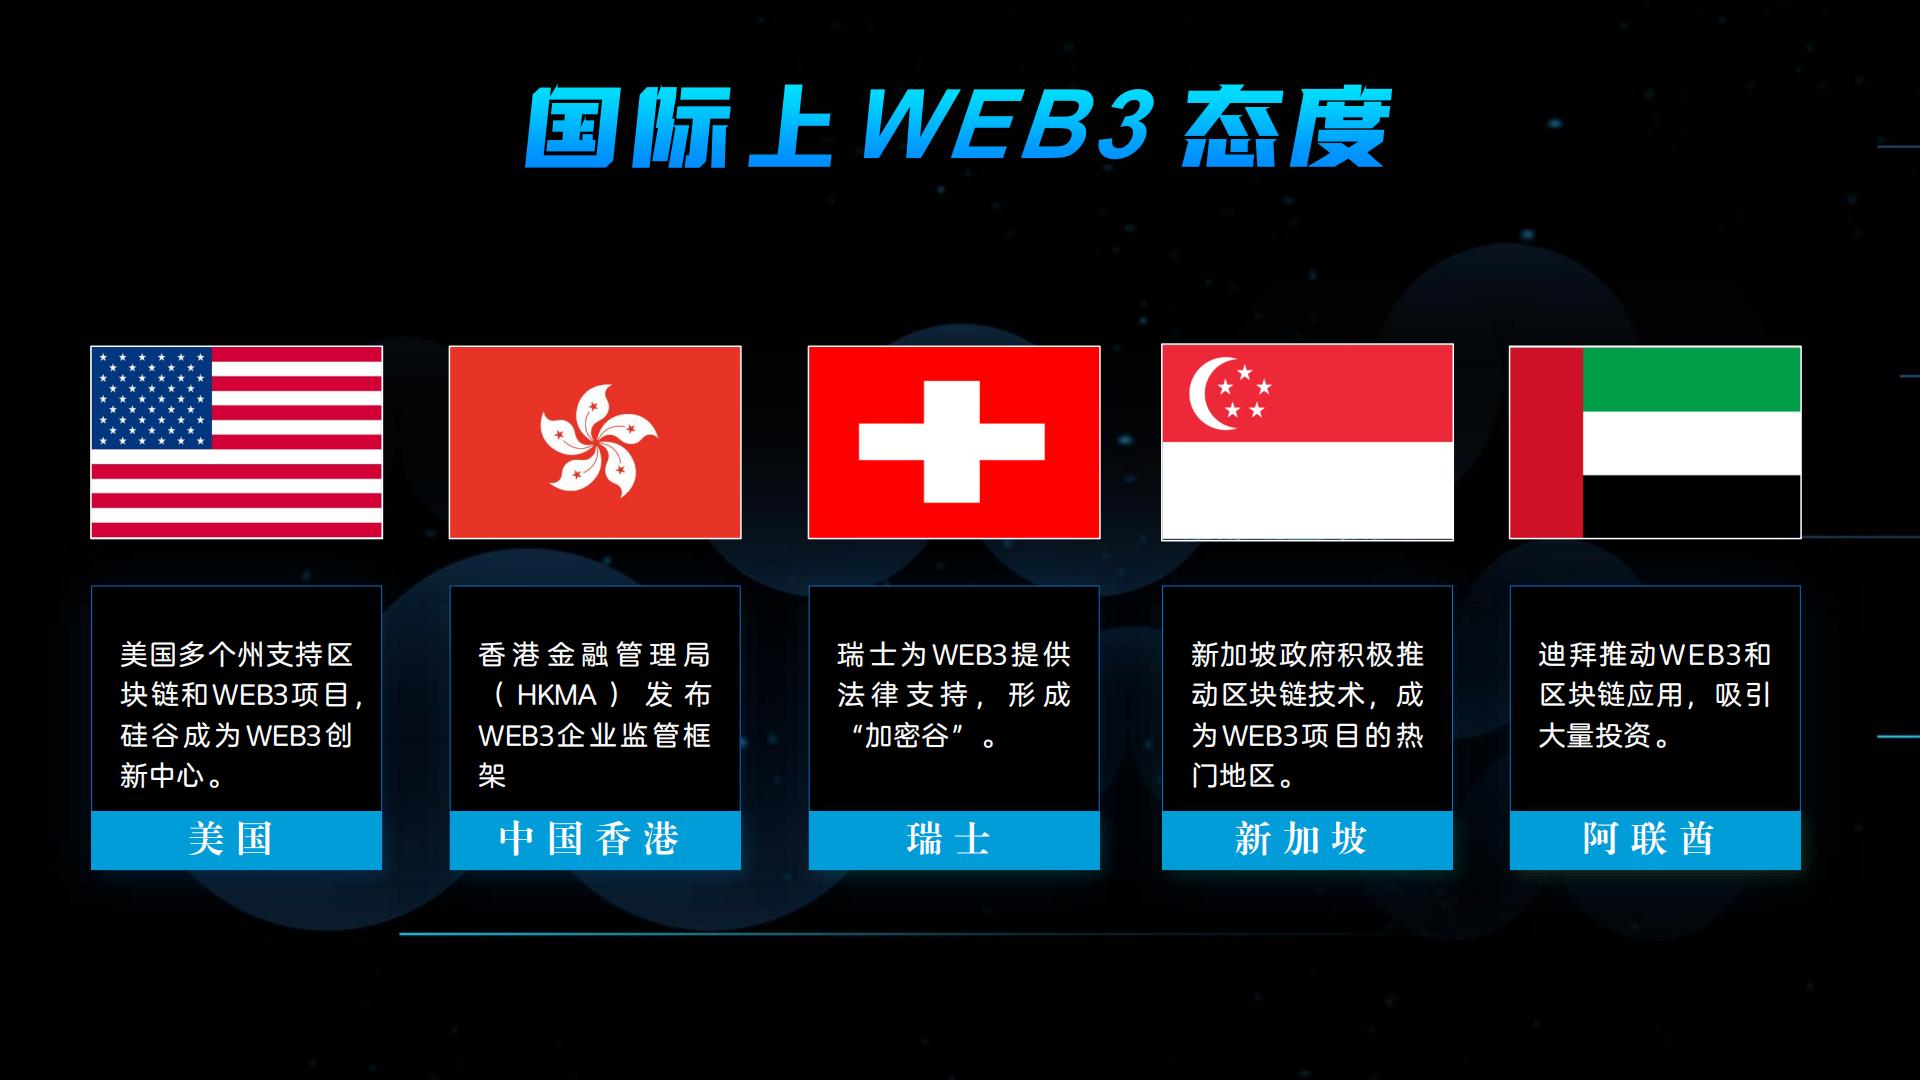 国际上WEB3态度
美国多个州支持区
块链和WEB3项目,
硅谷成为WEB3创
新中心。
美国
香港金融管理局
（HKMA）发布
WEB3企业监管框
架
中国香港
瑞士为WEB3提供
法律支持，形成
“加密谷”。
瑞士
新加坡政府积极推
动区块链技术，成
为WEB3项目的热
门地区。
新加坡
迪拜推动WEB3和
区块链应用，吸引
大量投资。
阿联酋